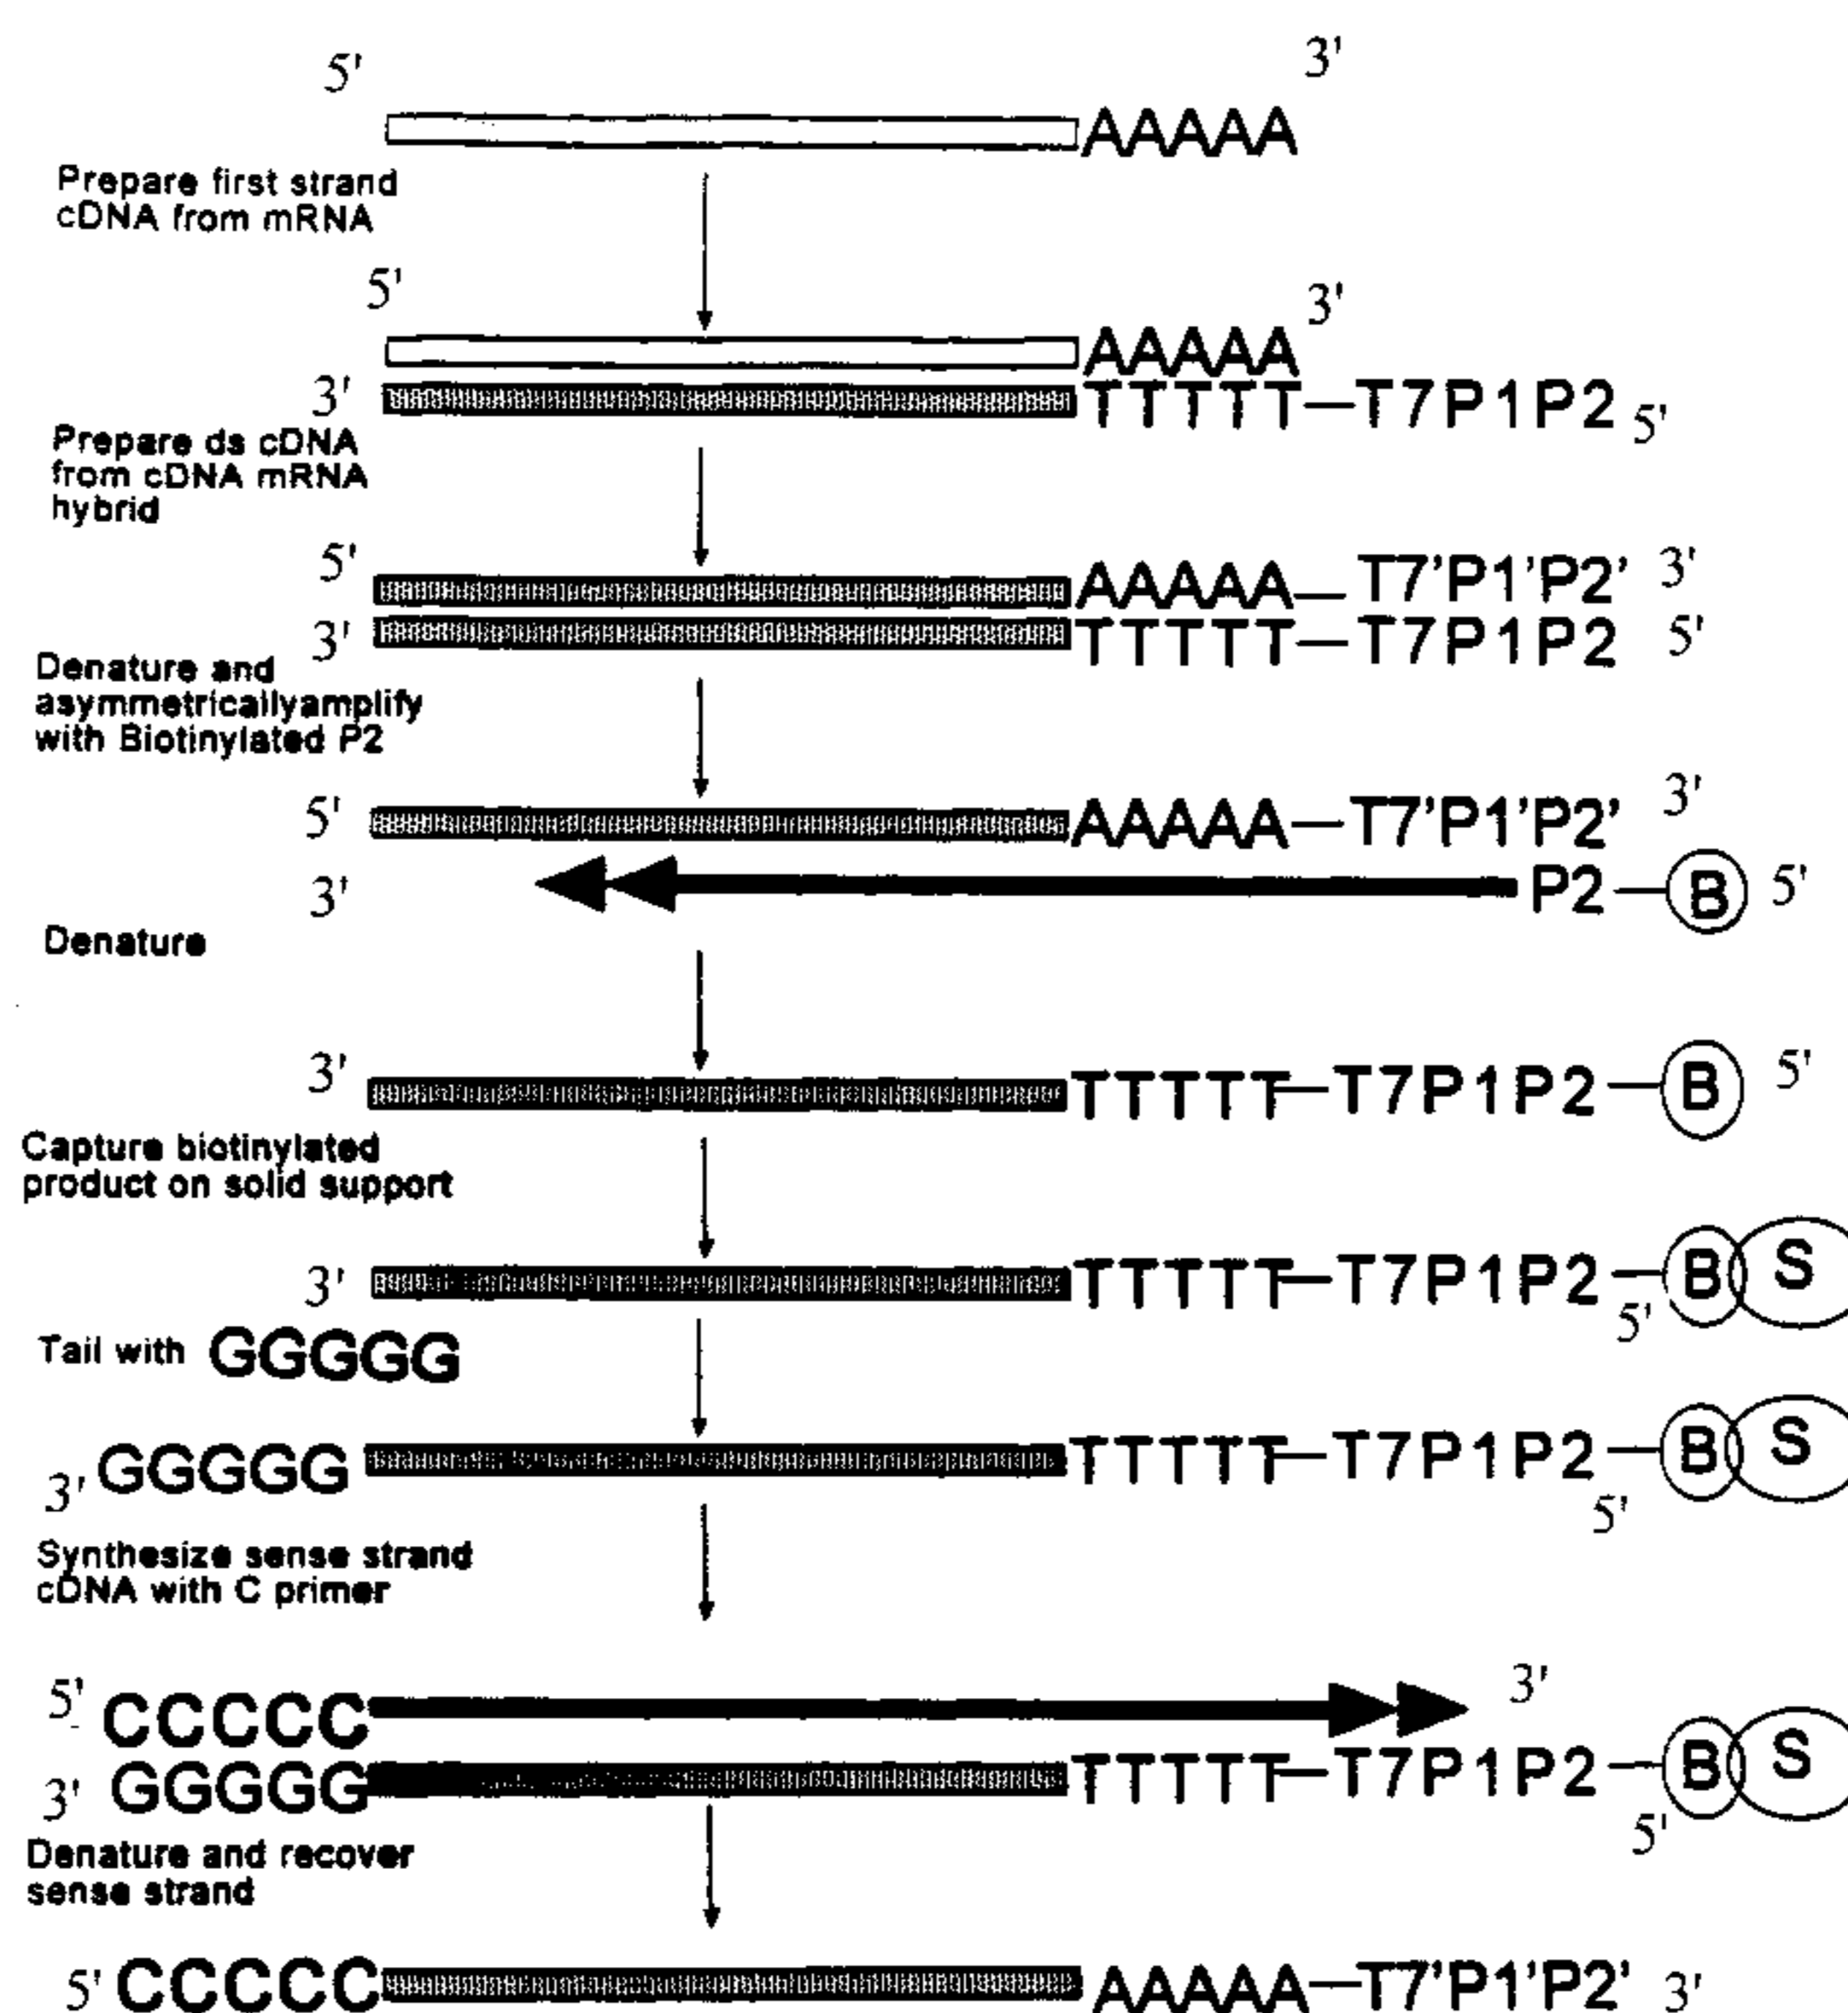 5' 3'
AAAAA
Prepare first strand
cDNA from mRNA
5' 3'
AAAAA
3' TTTTT—T7P1P2 5'
Prepare ds cDNA
from cDNA mRNA
hybrid
5' AAAAA— T7'P1'P2' 3'
3' TTTTT—T7P1P2 5'
Denature and
asymmetricallyamplify
with Biotinylated P2
5' AAAAA—T7'P1'P2' 3'
3' P2—B 5'
Denature
3' TTTTT—T7P1P2—B 5'
Capture biotinylated
product on solid support
3' TTTTT—T7P1P2—B S
5'
Tail with GGGGG
3' GGGGG TTTTT—T7P1P2—B S
5'
Synthesize sense strand
cDNA with C primer
5' CCCCC 3'
3' GGGGG TTTTT—T7P1P2—B S
5'
Denature and recover
sense strand
5' CCCCC AAAAA—T7'P1'P2' 3'